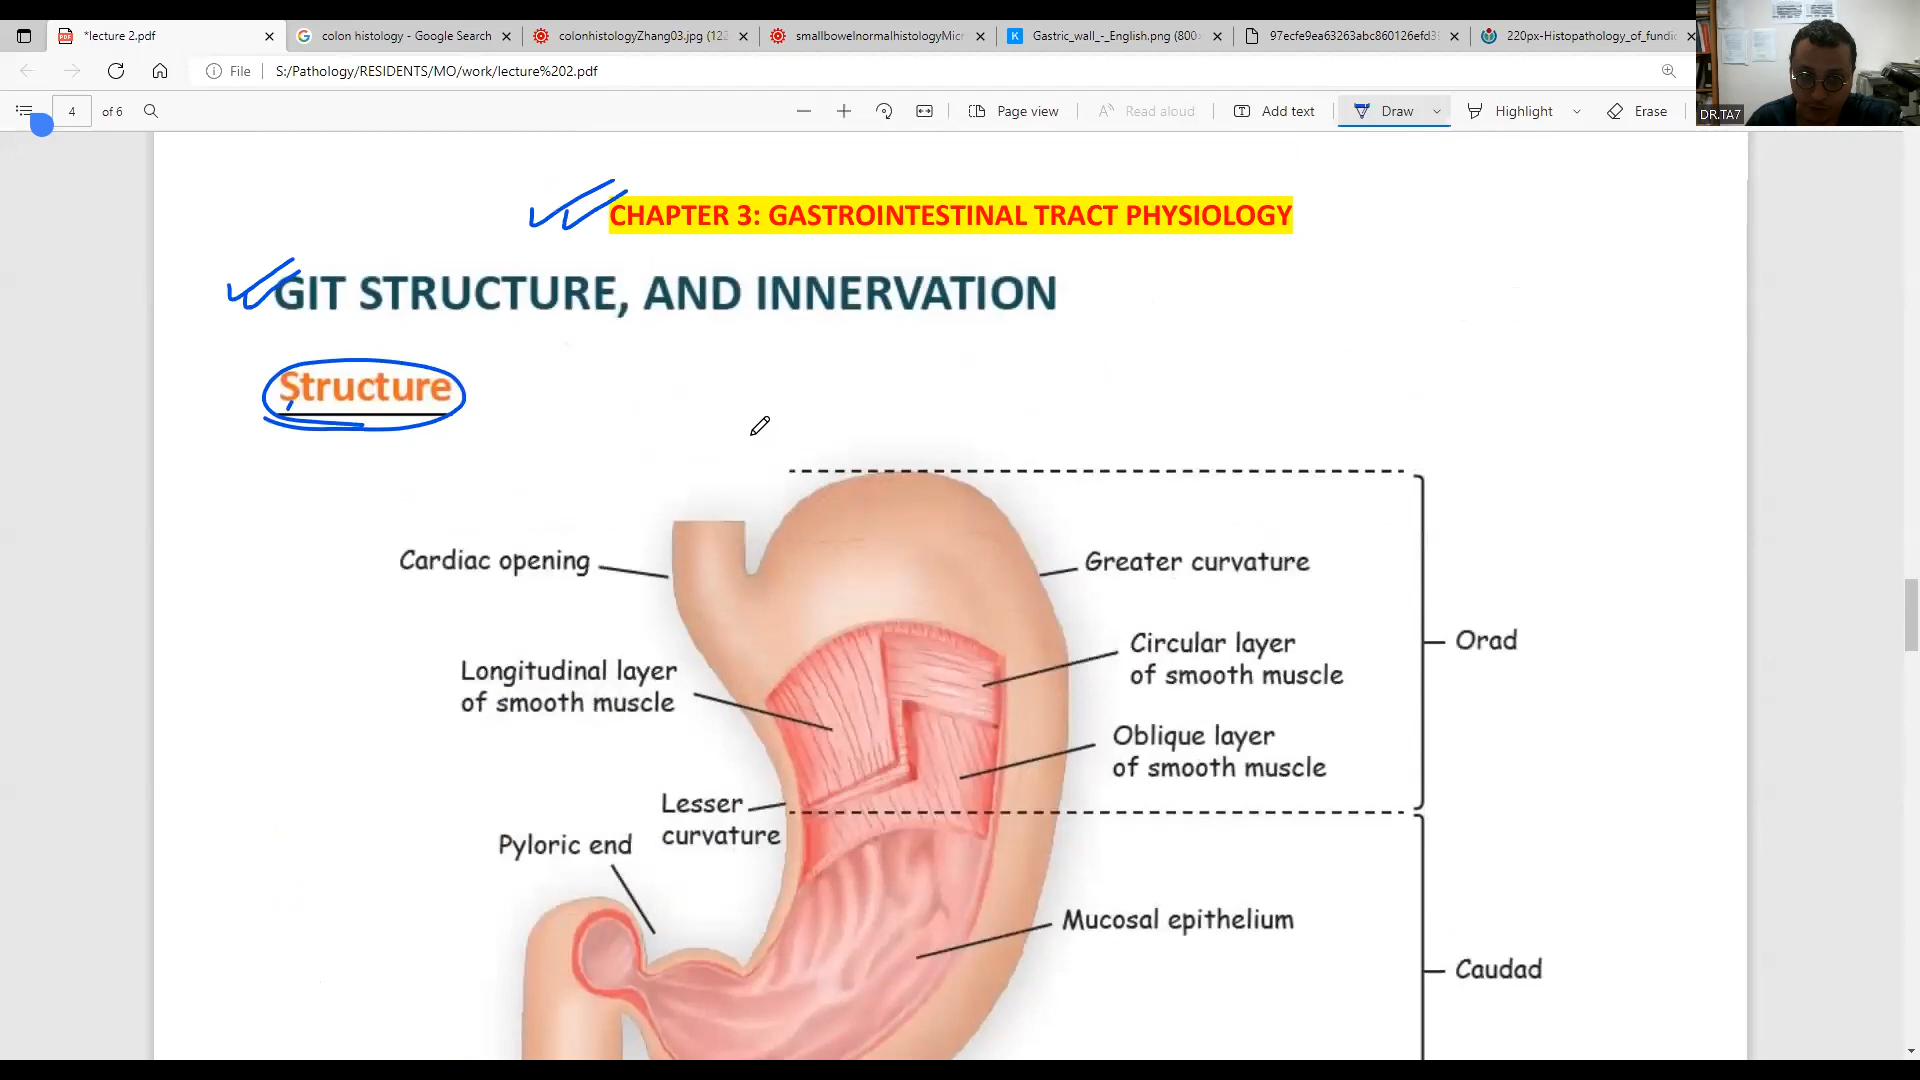 *lecture 2.pdf
colon histology - Google Search
colonhistologyZhang03.jpg (123
smallbowelnormalhistologyMicr
Gastric_wall_-_English.png (800×
97ecfe9ea63263abc860126efd3
220px-Histopathology_of_fundic
File
S:/Pathology/RESIDENTS/MO/work/lecture%202.pdf
4 of 6
Page view
Read aloud
Add text
Draw
Highlight
Erase
DR.TA7
CHAPTER 3: GASTROINTESTINAL TRACT PHYSIOLOGY
GIT STRUCTURE, AND INNERVATION
Structure
Cardiac opening
Greater curvature
Longitudinal layer
of smooth muscle
Circular layer
of smooth muscle
Orad
Oblique layer
of smooth muscle
Lesser
curvature
Pyloric end
Mucosal epithelium
Caudad